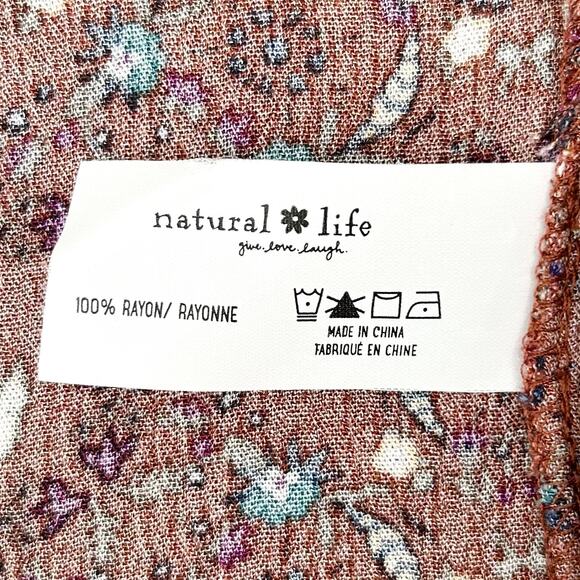 natural life
give.love.laugh.
100% RAYON/ RAYONNE
MADE IN CHINA
FABRIQUÉ EN CHINE